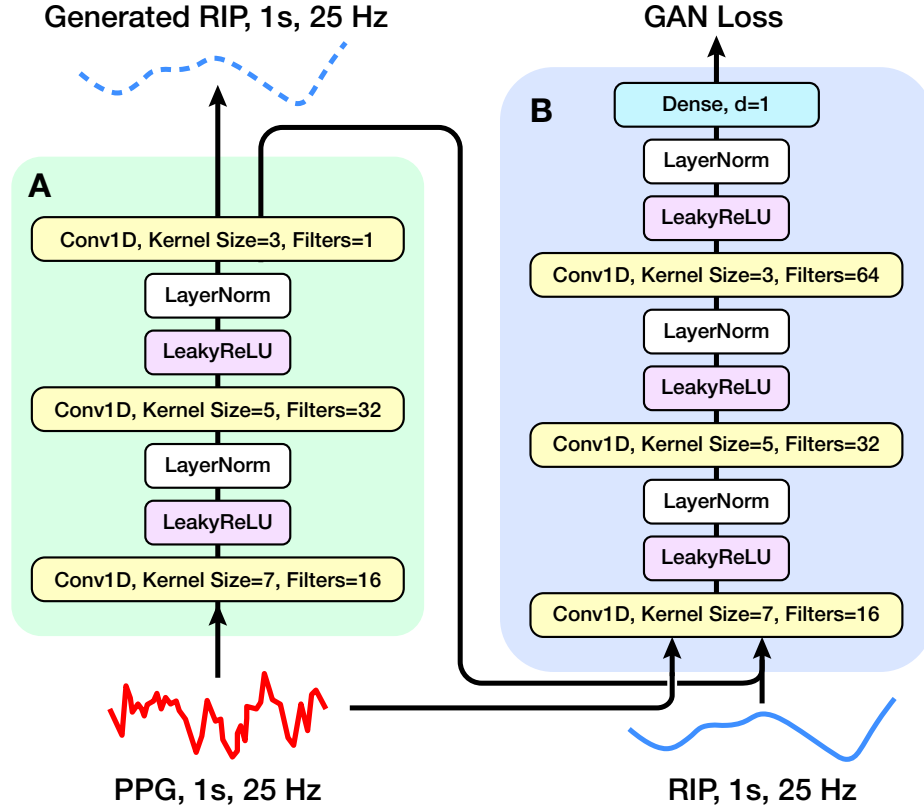 Generated RIP, 1s, 25 Hz
A
Conv1D, Kernel Size=3, Filters=1
LayerNorm
LeakyReLU
Conv1D, Kernel Size=5, Filters=32
LayerNorm
LeakyReLU
Conv1D, Kernel Size=7, Filters=16
PPG, 1s, 25 Hz
GAN Loss
B
Dense, d=1
LayerNorm
LeakyReLU
Conv1D, Kernel Size=3, Filters=64
LayerNorm
LeakyReLU
Conv1D, Kernel Size=5, Filters=32
LayerNorm
LeakyReLU
Conv1D, Kernel Size=7, Filters=16
RIP, 1s, 25 Hz